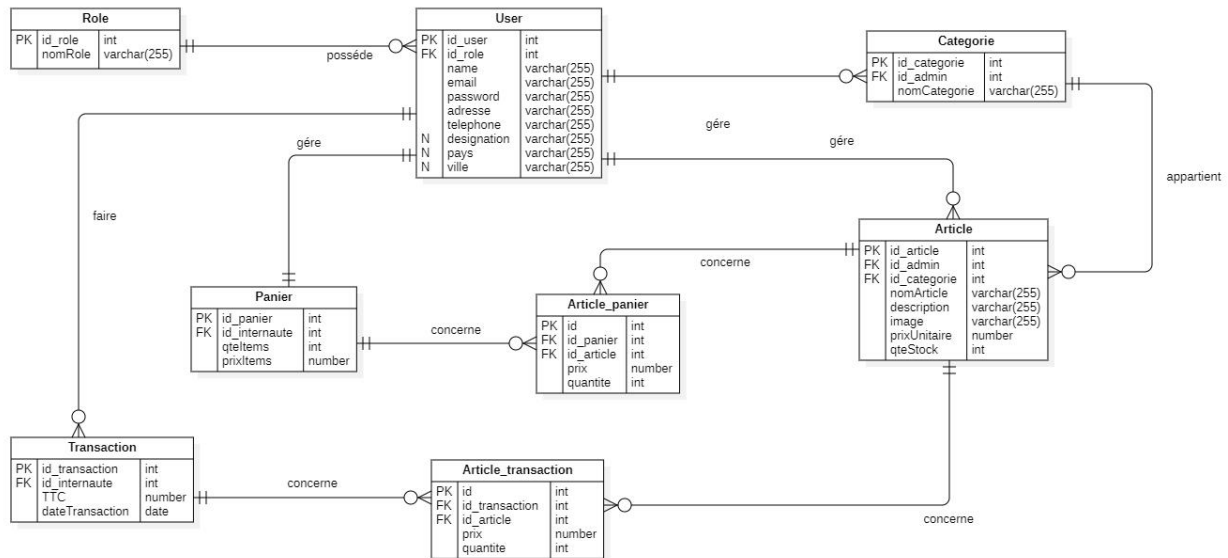 Role
PK id_role int
nomRole varchar(255)
posséde
User
PK id_user int
FK id_role int
name varchar(255)
email varchar(255)
password varchar(255)
adresse varchar(255)
telephone varchar(255)
N designation varchar(255)
N pays varchar(255)
N ville varchar(255)
Categorie
PK id_categorie int
FK id_admin int
nomCategorie varchar(255)
gére
gére
gére
appartient
faire
Article
PK id_article int
FK id_admin int
FK id_categorie int
nomArticle varchar(255)
description varchar(255)
image varchar(255)
prixUnitaire number
qteStock int
concerne
Panier
PK id_panier int
FK id_internaute int
qteItems int
prixItems number
concerne
Article_panier
PK id int
FK id_panier int
FK id_article int
prix number
quantite int
Transaction
PK id_transaction int
FK id_internaute int
TTC number
dateTransaction date
concerne
Article_transaction
PK id int
FK id_transaction int
FK id_article int
prix number
quantite int
concerne